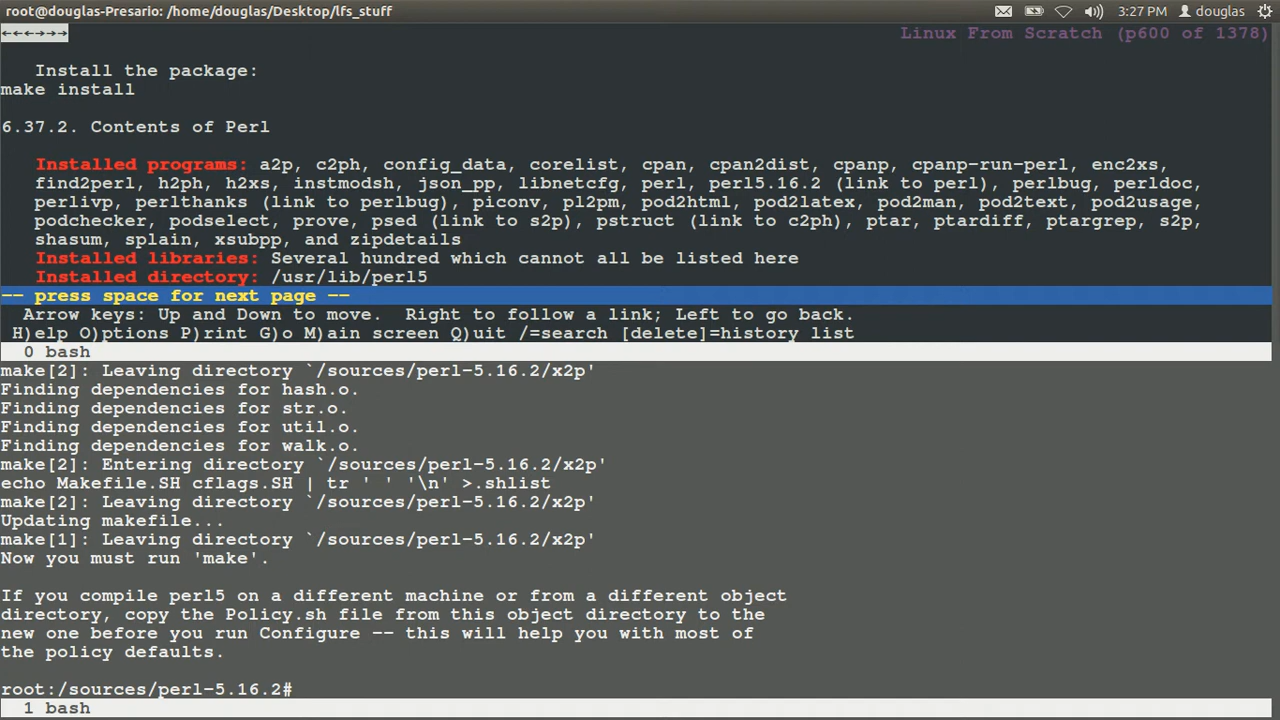 root@douglas-Presario: /home/douglas/Desktop/lfs_stuff 3:27 PM douglas
←←←→→→ Linux From Scratch (p600 of 1378)
Install the package:
make install
6.37.2. Contents of Perl
Installed programs: a2p, c2ph, config_data, corelist, cpan, cpan2dist, cpanp, cpanp-run-perl, enc2xs,
find2perl, h2ph, h2xs, instmodsh, json_pp, libnetcfg, perl, perl5.16.2 (link to perl), perlbug, perldoc,
perlivp, perlthanks (link to perlbug), piconv, pl2pm, pod2html, pod2latex, pod2man, pod2text, pod2usage,
podchecker, podselect, prove, psed (link to s2p), pstruct (link to c2ph), ptar, ptardiff, ptargrep, s2p,
shasum, splain, xsubpp, and zipdetails
Installed libraries: Several hundred which cannot all be listed here
Installed directory: /usr/lib/perl5
-- press space for next page --
Arrow keys: Up and Down to move.  Right to follow a link; Left to go back.
H)elp O)ptions P)rint G)o M)ain screen Q)uit /=search [delete]=history list
0 bash
make[2]: Leaving directory `/sources/perl-5.16.2/x2p'
Finding dependencies for hash.o.
Finding dependencies for str.o.
Finding dependencies for util.o.
Finding dependencies for walk.o.
make[2]: Entering directory `/sources/perl-5.16.2/x2p'
echo Makefile.SH cflags.SH | tr ' ' '\n' >.shlist
make[2]: Leaving directory `/sources/perl-5.16.2/x2p'
Updating makefile...
make[1]: Leaving directory `/sources/perl-5.16.2/x2p'
Now you must run 'make'.
If you compile perl5 on a different machine or from a different object
directory, copy the Policy.sh file from this object directory to the
new one before you run Configure -- this will help you with most of
the policy defaults.
root:/sources/perl-5.16.2#
1 bash